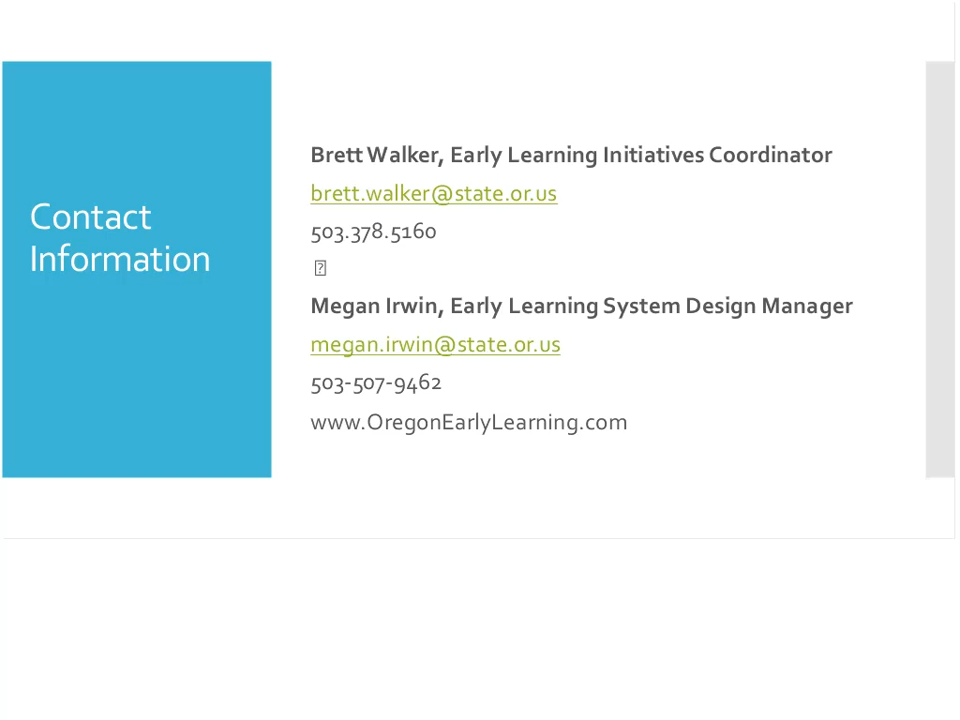 Contact
Information
Brett Walker, Early Learning Initiatives Coordinator
brett.walker@state.or.us
503.378.5160
Megan Irwin, Early Learning System Design Manager
megan.irwin@state.or.us
503-507-9462
www.OregonEarlyLearning.com